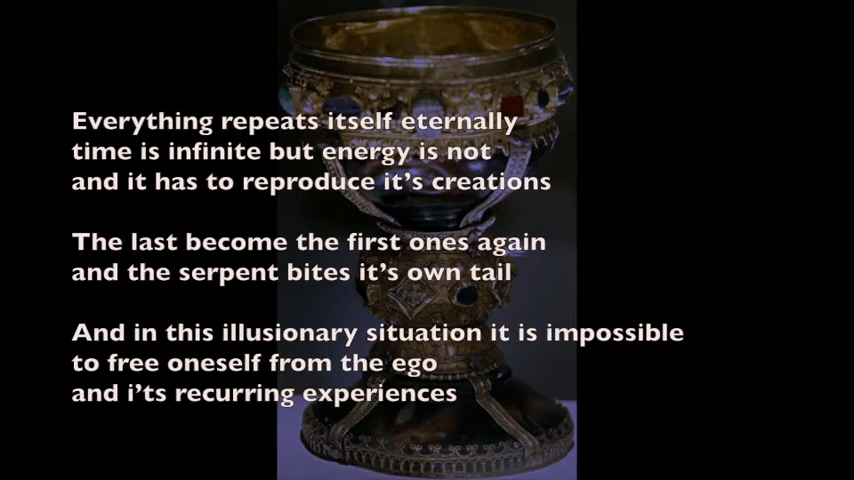 Everything repeats itself eternally
time is infinite but energy is not
and it has to reproduce it’s creations
The last become the first ones again
and the serpent bites it’s own tail
And in this illusionary situation it is impossible
to free oneself from the ego
and i’ts recurring experiences